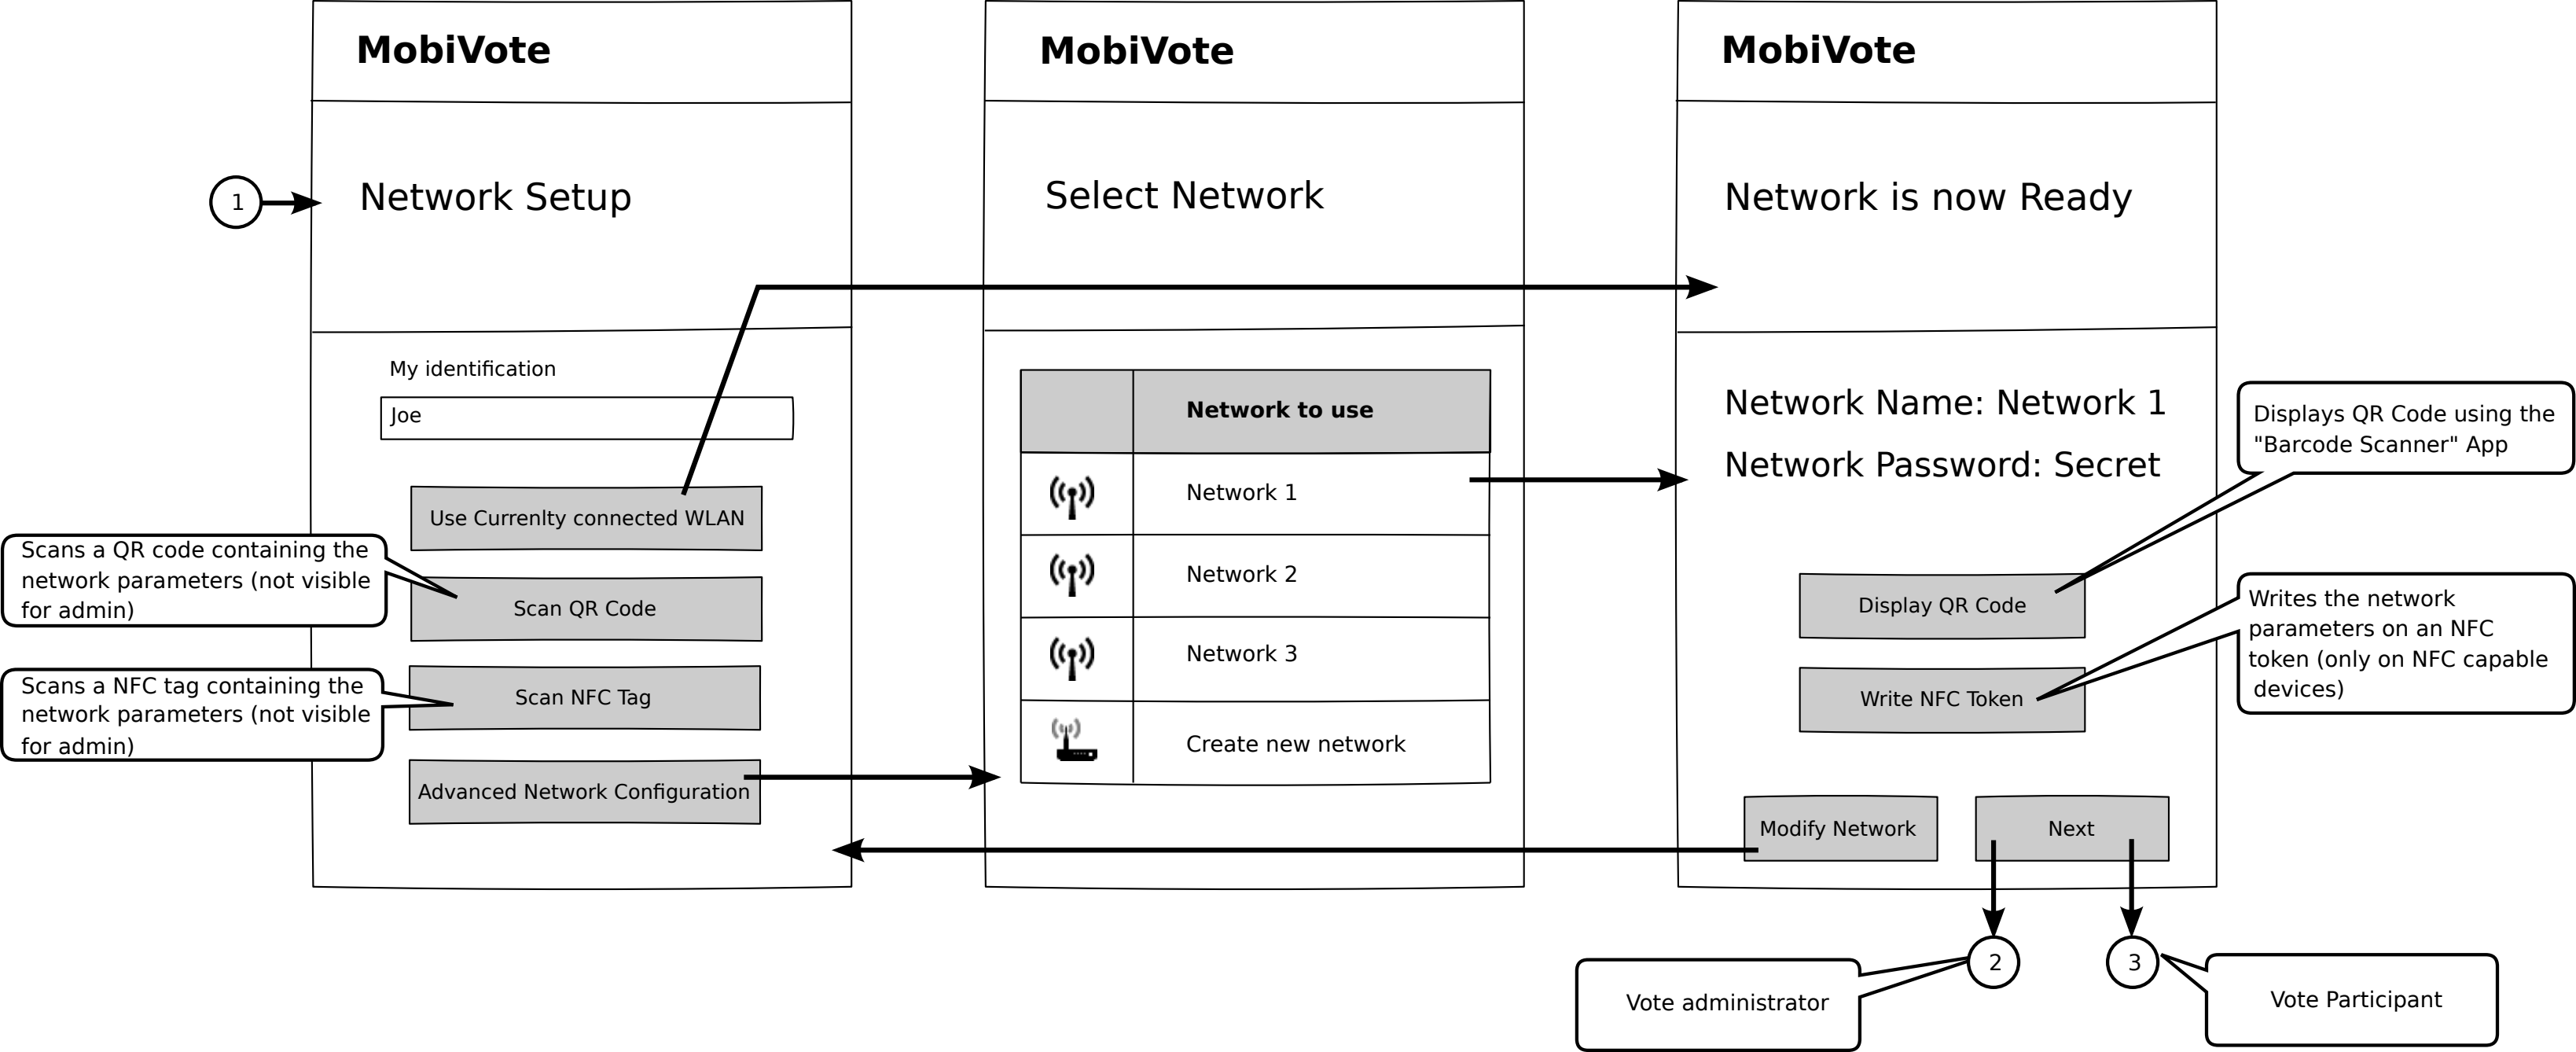 MobiVote
Network Setup
1
My identification
Joe
Use Currenlty connected WLAN
Scans a QR code containing the
network parameters (not visible
for admin)
Scan QR Code
Scans a NFC tag containing the
network parameters (not visible
for admin)
Scan NFC Tag
Advanced Network Configuration
MobiVote
Select Network
Network to use
Network 1
Network 2
Network 3
Create new network
MobiVote
Network is now Ready
Network Name: Network 1
Network Password: Secret
Displays QR Code using the
"Barcode Scanner" App
Display QR Code
Writes the network
parameters on an NFC
token (only on NFC capable
devices)
Write NFC Token
Modify Network
Next
2
3
Vote administrator
Vote Participant